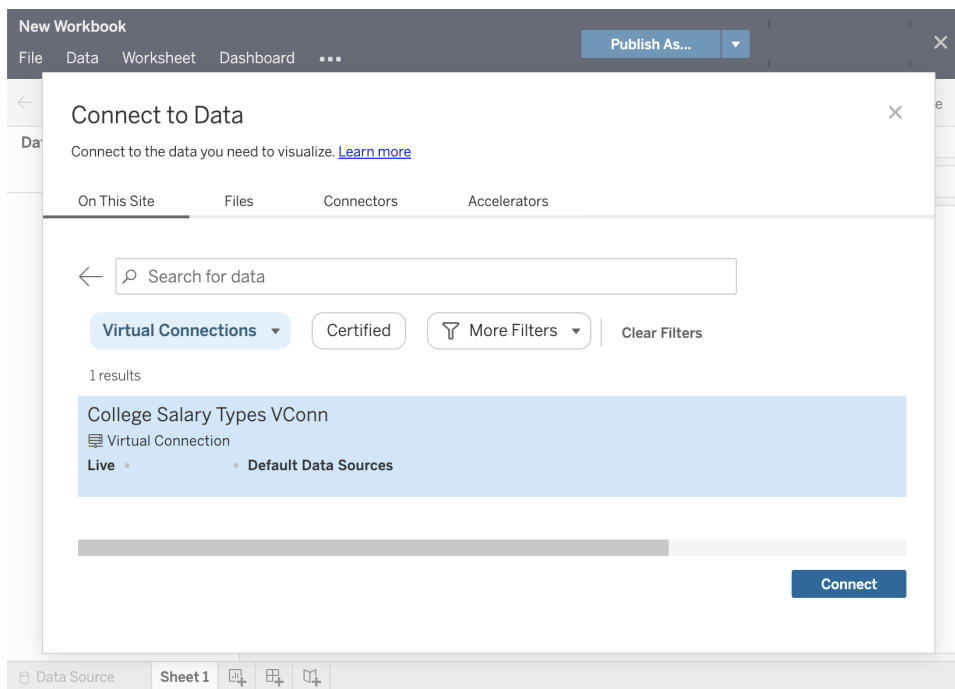 New Workbook
File Data Worksheet Dashboard
Publish As...
Connect to Data
Connect to the data you need to visualize. Learn more
On This Site Files Connectors Accelerators
Search for data
Virtual Connections Certified More Filters Clear Filters
1 results
College Salary Types VConn
Virtual Connection
Live • • Default Data Sources
Connect
Data Source Sheet 1